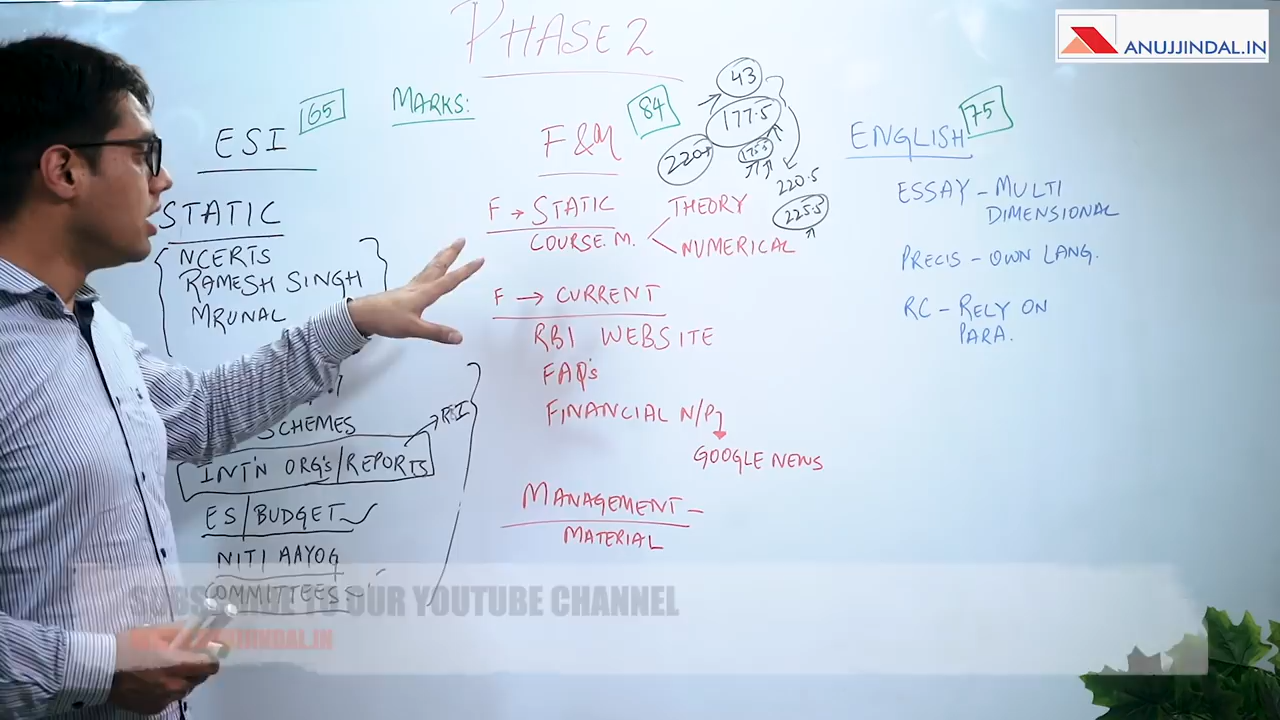 PHASE 2
ANUJJINDAL.IN
MARKS:
ESI
65
STATIC
NCERTS
RAMESH SINGH
MRUNAL
SCHEMES
INT'N ORG's/REPORTS
→ RSI
ES/BUDGET
NITI AAYOG
COMMITTEES
F&M
84
43
177.5
175.5
220+
220.5
225.5
F → STATIC
COURSE. M.
THEORY
NUMERICAL
F → CURRENT
RBI WEBSITE
FAQ's
FINANCIAL N/P
GOOGLE NEWS
MANAGEMENT -
MATERIAL
ENGLISH
75
ESSAY - MULTI
DIMENSIONAL
PRECIS - OWN LANG.
RC - RELY ON
PARA.
TO OUR YOUTUBE CHANNEL